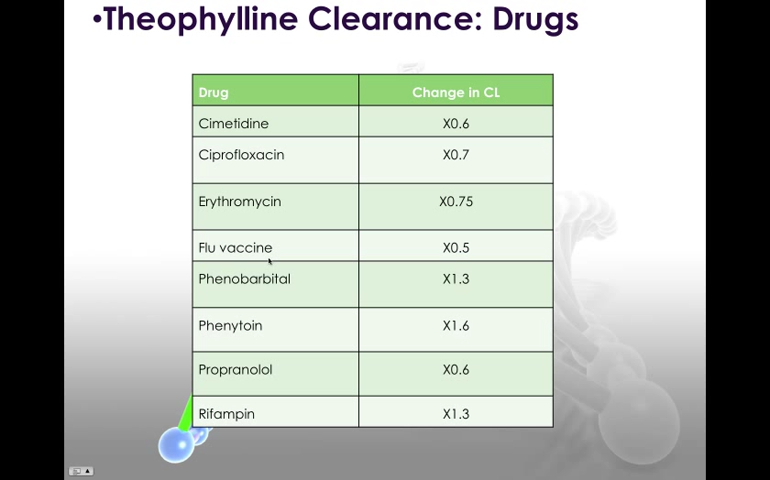 •Theophylline Clearance: Drugs
Drug Change in CL
Cimetidine X0.6
Ciprofloxacin X0.7
Erythromycin X0.75
Flu vaccine X0.5
Phenobarbital X1.3
Phenytoin X1.6
Propranolol X0.6
Rifampin X1.3